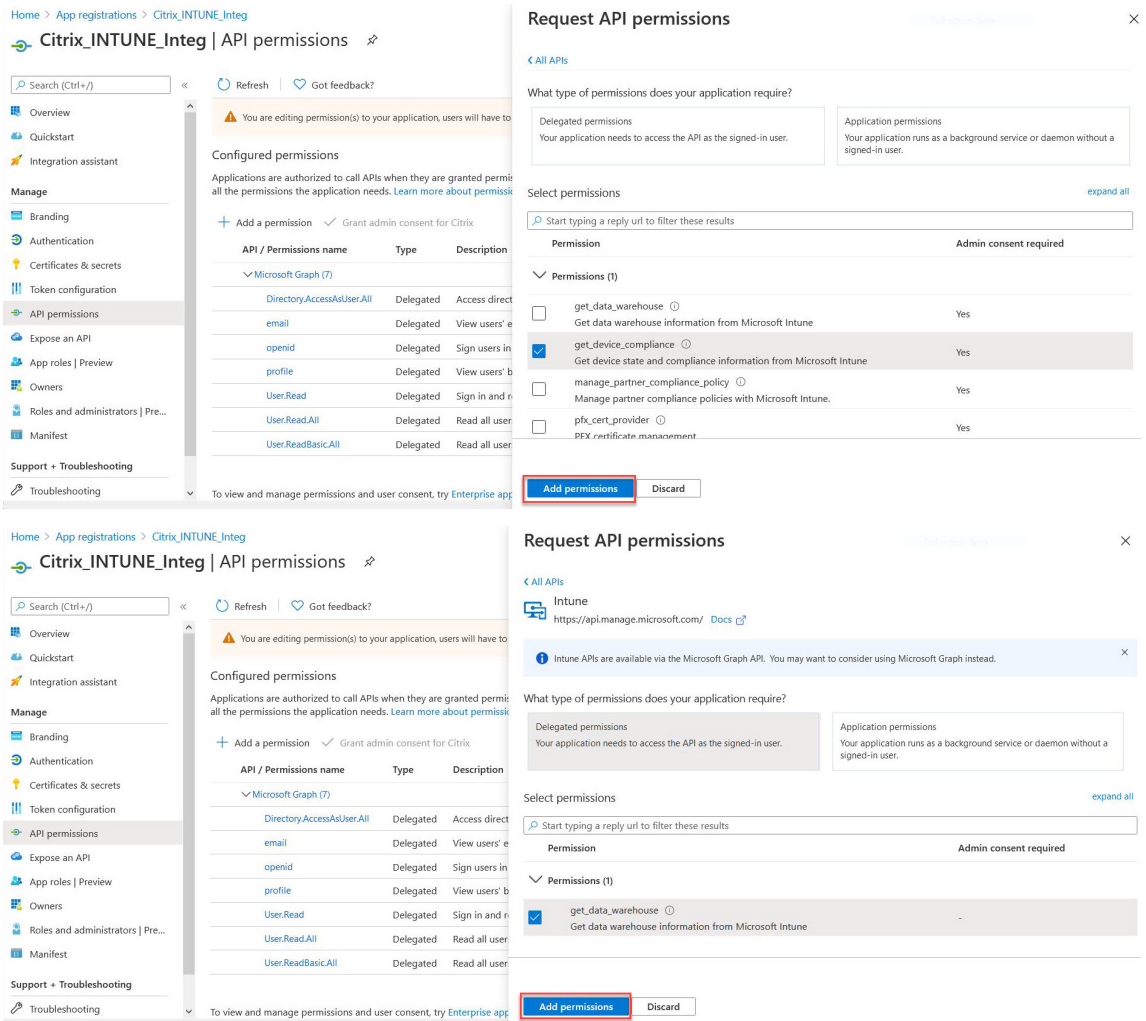 Home > App registrations > Citrix_INTUNE_Integ
Citrix_INTUNE_Integ | API permissions
Search (Ctrl+/)
«
Overview
Quickstart
Integration assistant
Manage
Branding
Authentication
Certificates & secrets
Token configuration
API permissions
Expose an API
App roles | Preview
Owners
Roles and administrators | Pre...
Manifest
Support + Troubleshooting
Troubleshooting
Refresh
Got feedback?
You are editing permission(s) to your application, users will have to
Configured permissions
Applications are authorized to call APIs when they are granted permis
all the permissions the application needs. Learn more about permissio
Add a permission
Grant admin consent for Citrix
API / Permissions name Type Description
Microsoft Graph (7)
Directory.AccessAsUser.All Delegated Access direct
email Delegated View users' e
openid Delegated Sign users in
profile Delegated View users' b
User.Read Delegated Sign in and r
User.Read.All Delegated Read all user
User.ReadBasic.All Delegated Read all user
To view and manage permissions and user consent, try Enterprise app
Request API permissions
< All APIs
What type of permissions does your application require?
Delegated permissions
Your application needs to access the API as the signed-in user.
Application permissions
Your application runs as a background service or daemon without a
signed-in user.
Select permissions
expand all
Start typing a reply url to filter these results
Permission Admin consent required
Permissions (1)
get_data_warehouse
Get data warehouse information from Microsoft Intune
Yes
get_device_compliance
Get device state and compliance information from Microsoft Intune
Yes
manage_partner_compliance_policy
Manage partner compliance policies with Microsoft Intune.
Yes
pfx_cert_provider
PFX certificate management
Yes
Add permissions
Discard
Home > App registrations > Citrix_INTUNE_Integ
Citrix_INTUNE_Integ | API permissions
Search (Ctrl+/)
«
Overview
Quickstart
Integration assistant
Manage
Branding
Authentication
Certificates & secrets
Token configuration
API permissions
Expose an API
App roles | Preview
Owners
Roles and administrators | Pre...
Manifest
Support + Troubleshooting
Troubleshooting
Refresh
Got feedback?
You are editing permission(s) to your application, users will have to
Configured permissions
Applications are authorized to call APIs when they are granted permis
all the permissions the application needs. Learn more about permissio
Add a permission
Grant admin consent for Citrix
API / Permissions name Type Description
Microsoft Graph (7)
Directory.AccessAsUser.All Delegated Access direct
email Delegated View users' e
openid Delegated Sign users in
profile Delegated View users' b
User.Read Delegated Sign in and r
User.Read.All Delegated Read all user
User.ReadBasic.All Delegated Read all user
To view and manage permissions and user consent, try Enterprise app
Request API permissions
< All APIs
Intune
https://api.manage.microsoft.com/ Docs
Intune APIs are available via the Microsoft Graph API. You may want to consider using Microsoft Graph instead.
What type of permissions does your application require?
Delegated permissions
Your application needs to access the API as the signed-in user.
Application permissions
Your application runs as a background service or daemon without a
signed-in user.
Select permissions
expand all
Start typing a reply url to filter these results
Permission Admin consent required
Permissions (1)
get_data_warehouse
Get data warehouse information from Microsoft Intune
-
Add permissions
Discard